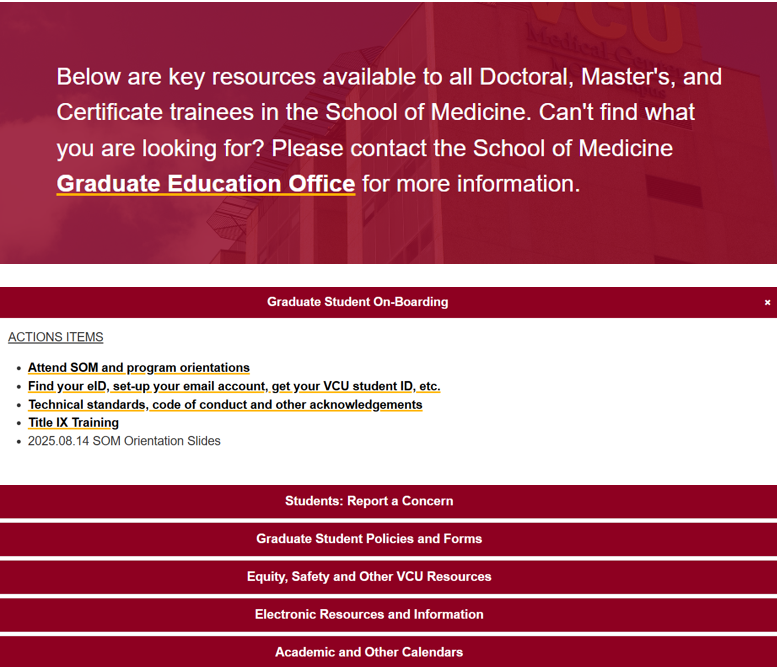 VCU
Medical
Below are key resources available to all Doctoral, Master's, and
Certificate trainees in the School of Medicine. Can't find what
you are looking for? Please contact the School of Medicine
Graduate Education Office for more information.
Graduate Student On-Boarding
ACTIONS ITEMS
Attend SOM and program orientations
Find your eID, set-up your email account, get your VCU student ID, etc.
Technical standards, code of conduct and other acknowledgements
Title IX Training
2025.08.14 SOM Orientation Slides
Students: Report a Concern
Graduate Student Policies and Forms
Equity, Safety and Other VCU Resources
Electronic Resources and Information
Academic and Other Calendars